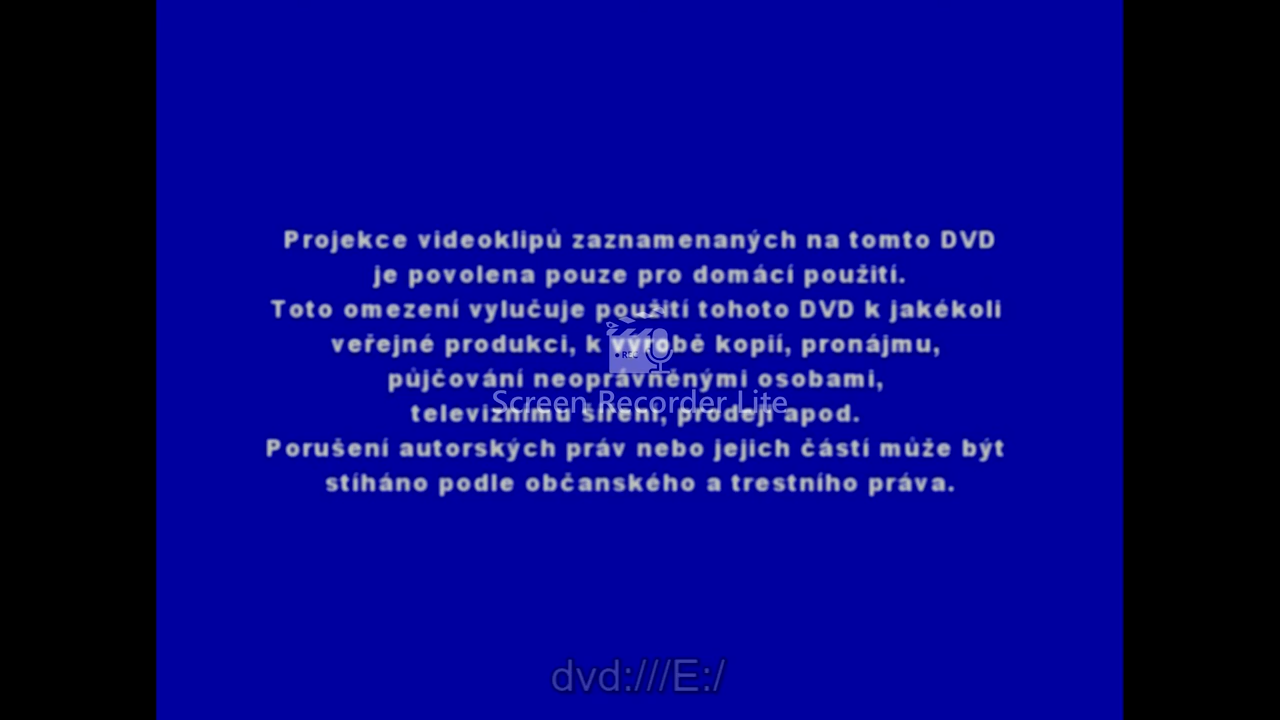 Projekce videoklipů zaznamenaných na tomto DVD
je povolena pouze pro domácí použití.
Toto omezení vylučuje použití tohoto DVD k jakékoli
veřejné produkci, k výrobě kopií, pronájmu,
REC
půjčování neoprávněnými osobami,
Screen Recorder Lite
televiznímu šíření, prodeji apod.
Porušení autorských práv nebo jejich částí může být
stíháno podle občanského a trestního práva.
dvd:///E:/